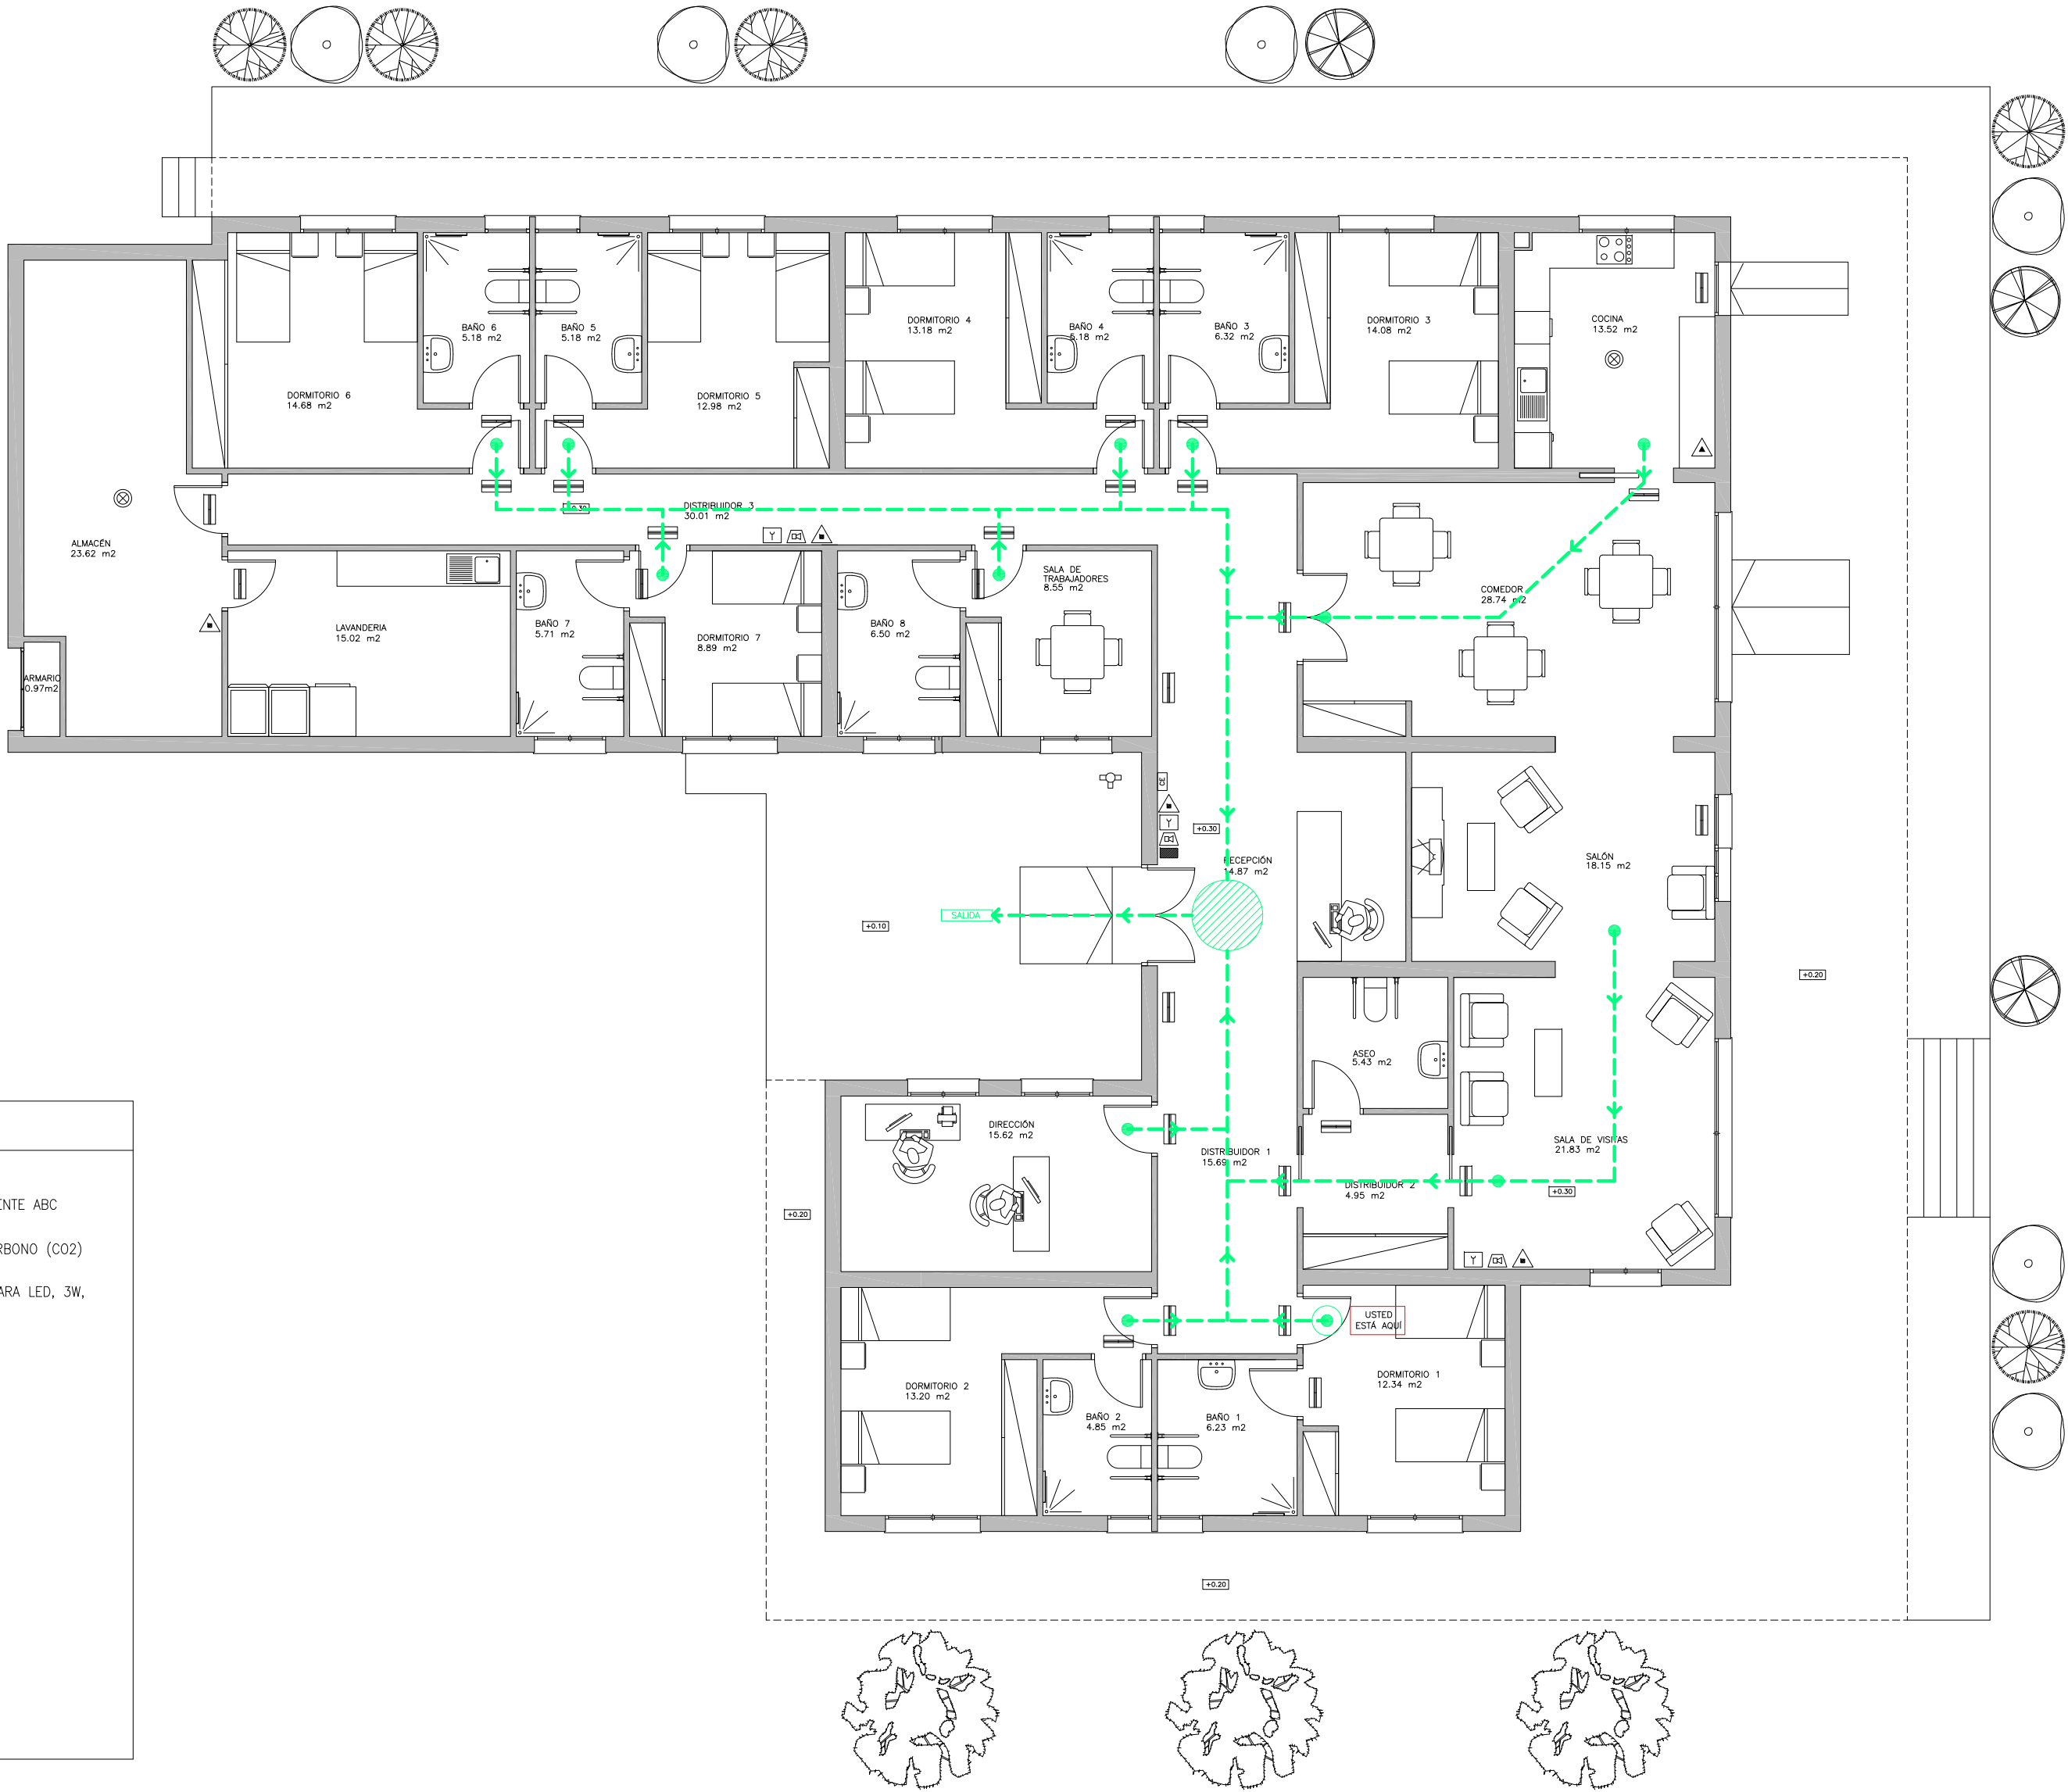 BAÑO 6
5.18 m2
BAÑO 5
5.18 m2
DORMITORIO 4
13.18 m2
BAÑO 4
5.18 m2
BAÑO 3
6.32 m2
DORMITORIO 3
14.08 m2
COCINA
13.52 m2
DORMITORIO 6
14.68 m2
DORMITORIO 5
12.98 m2
DISTRIBUIDOR 3
30.01 m2
+0.30
ALMACÉN
23.62 m2
SALA DE
TRABAJADORES
8.55 m2
COMEDOR
28.74 m2
LAVANDERIA
15.02 m2
BAÑO 7
5.71 m2
DORMITORIO 7
8.89 m2
BAÑO 8
6.50 m2
ARMARIO
0.97m2
CE
+0.30
RECEPCIÓN
14.87 m2
SALÓN
18.15 m2
SALIDA
+0.10
+0.20
ASEO
5.43 m2
DIRECCIÓN
15.62 m2
DISTRIBUIDOR 1
15.69 m2
SALA DE VISITAS
21.83 m2
DISTRIBUIDOR 2
4.95 m2
+0.30
+0.20
ENTE ABC
RBONO (CO2)
ARA LED, 3W,
USTED
ESTÁ AQUÍ
DORMITORIO 2
13.20 m2
DORMITORIO 1
12.34 m2
BAÑO 2
4.85 m2
BAÑO 1
6.23 m2
+0.20